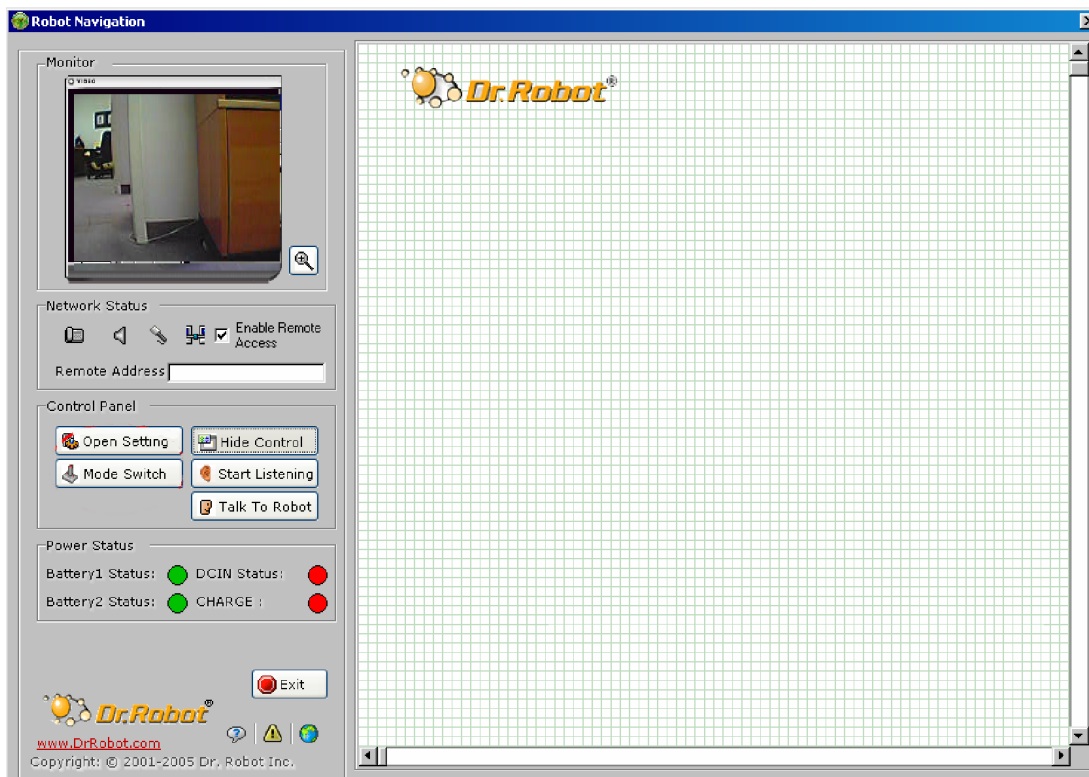 Robot Navigation
Monitor
VIDEO
Dr.Robot®
Network Status
Enable Remote
Access
Remote Address
Control Panel
Open Setting
Hide Control
Mode Switch
Start Listening
Talk To Robot
Power Status
Battery1 Status:
DCIN Status:
Battery2 Status:
CHARGE :
Exit
Dr.Robot®
www.DrRobot.com
Copyright: © 2001-2005 Dr. Robot Inc.